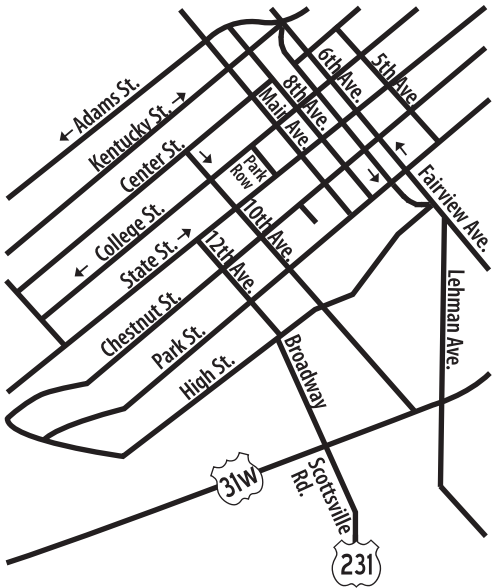 Adams St.
Kentucky St.
Center St.
College St.
State St.
Chestnut St.
Park St.
High St.
Main Ave.
8th Ave.
6th Ave.
5th Ave.
Park
Row
10th Ave.
12th Ave.
Fairview Ave.
Lehman Ave.
Broadway
Scottsville
Rd.
31W
231